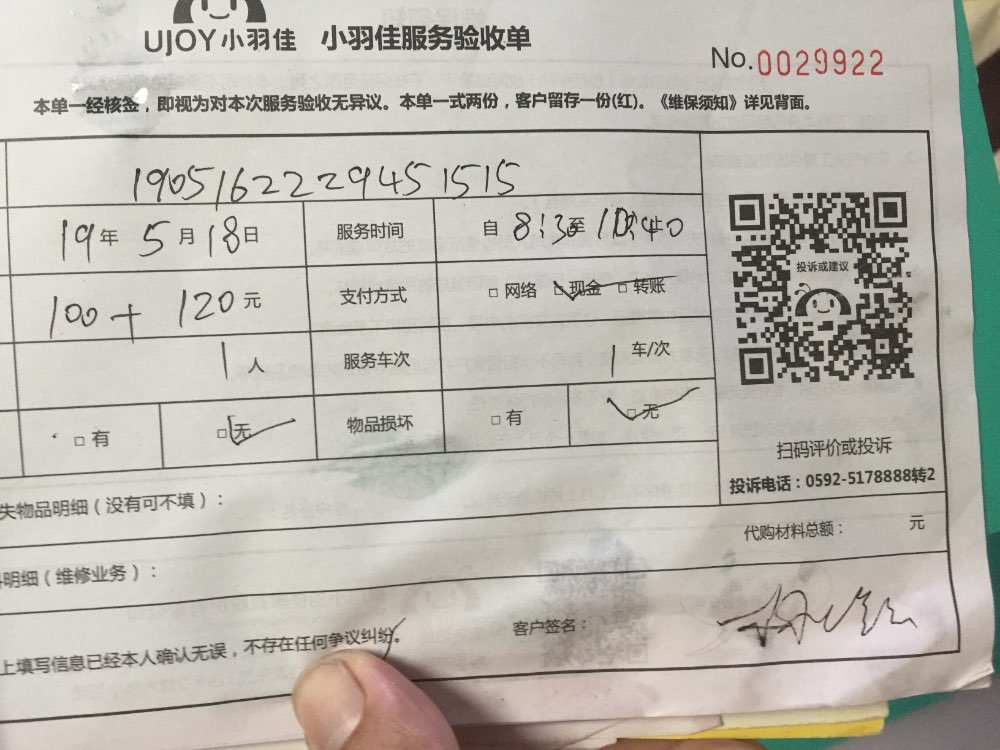 UJOY小羽佳 小羽佳服务验收单
No.0029922
本单一经核签，即视为对本次服务验收无异议。本单一式两份，客户留存一份(红)。《维保须知》详见背面。
19051622229451515
19年 5月18日 服务时间 自 8:30至 10:40
100+ 120元 支付方式 □网络 □现金 □转账
1人 服务车次 1车/次
□有 □无 物品损坏 □有 □无
投诉或建议
扫码评价或投诉
投诉电话：0592-5178888转2
失物品明细（没有可不填）：
代购材料总额： 元
明细（维修业务）：
上填写信息已经本人确认无误，不存在任何争议纠纷。
客户签名：